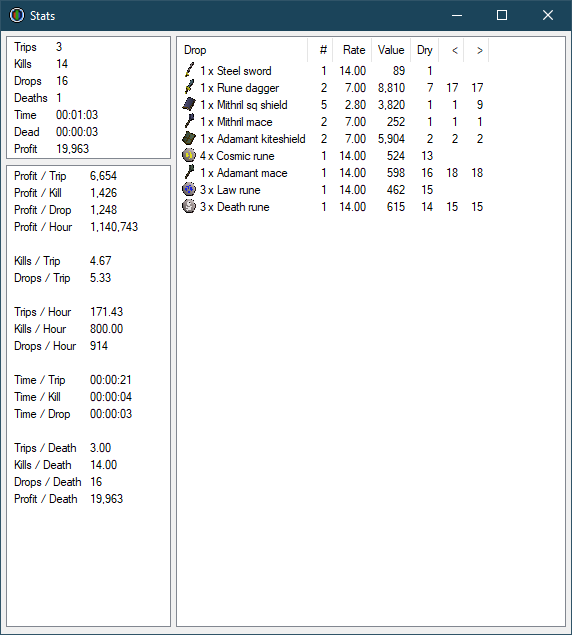 Stats
Trips 3
Kills 14
Drops 16
Deaths 1
Time 00:01:03
Dead 00:00:03
Profit 19,963
Profit / Trip 6,654
Profit / Kill 1,426
Profit / Drop 1,248
Profit / Hour 1,140,743
Kills / Trip 4.67
Drops / Trip 5.33
Trips / Hour 171.43
Kills / Hour 800.00
Drops / Hour 914
Time / Trip 00:00:21
Time / Kill 00:00:04
Time / Drop 00:00:03
Trips / Death 3.00
Kills / Death 14.00
Drops / Death 16
Profit / Death 19,963
Drop # Rate Value Dry < >
1 x Steel sword 1 14.00 89 1
1 x Rune dagger 2 7.00 8,810 7 17 17
1 x Mithril sq shield 5 2.80 3,820 1 1 9
1 x Mithril mace 2 7.00 252 1 1 1
1 x Adamant kiteshield 2 7.00 5,904 2 2 2
4 x Cosmic rune 1 14.00 524 13
1 x Adamant mace 1 14.00 598 16 18 18
3 x Law rune 1 14.00 462 15
3 x Death rune 1 14.00 615 14 15 15